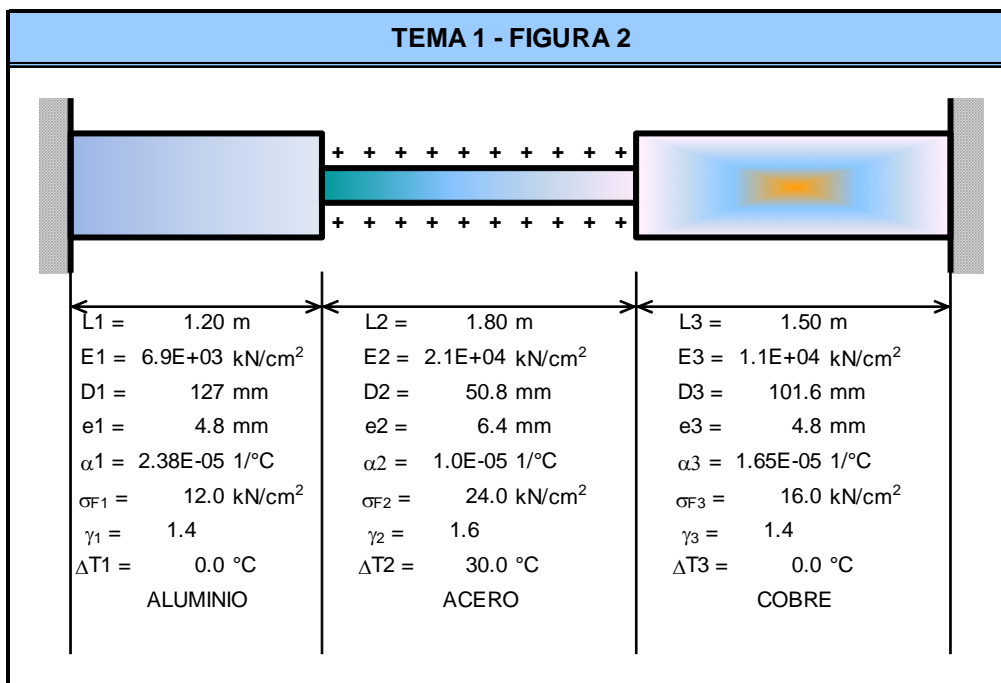 TEMA 1 - FIGURA 2
+ + + + + + + + + +
+ + + + + + + + + +
L1 = 1.20 m L2 = 1.80 m L3 = 1.50 m
E1 = 6.9E+03 kN/cm² E2 = 2.1E+04 kN/cm² E3 = 1.1E+04 kN/cm²
D1 = 127 mm D2 = 50.8 mm D3 = 101.6 mm
e1 = 4.8 mm e2 = 6.4 mm e3 = 4.8 mm
α1 = 2.38E-05 1/°C α2 = 1.0E-05 1/°C α3 = 1.65E-05 1/°C
σF1 = 12.0 kN/cm² σF2 = 24.0 kN/cm² σF3 = 16.0 kN/cm²
γ1 = 1.4 γ2 = 1.6 γ3 = 1.4
ΔT1 = 0.0 °C ΔT2 = 30.0 °C ΔT3 = 0.0 °C
ALUMINIO ACERO COBRE